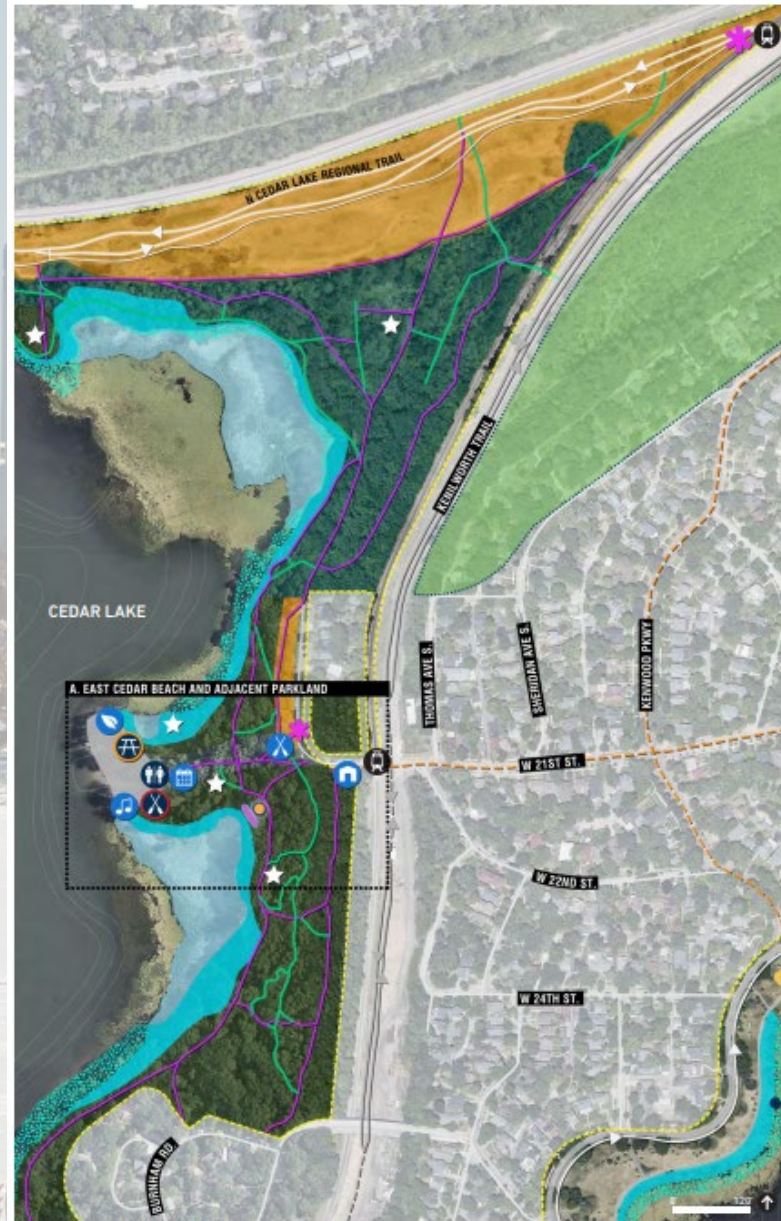 N CEDAR LAKE REGIONAL TRAIL
KENILWORTH TRAIL
CEDAR LAKE
THOMAS AVE S.
SHERIDAN AVE S.
KENWOOD PKWY
A. EAST CEDAR BEACH AND ADJACENT PARKLAND
W 21ST ST.
W 22ND ST.
W 24TH ST.
BURNHAM RD